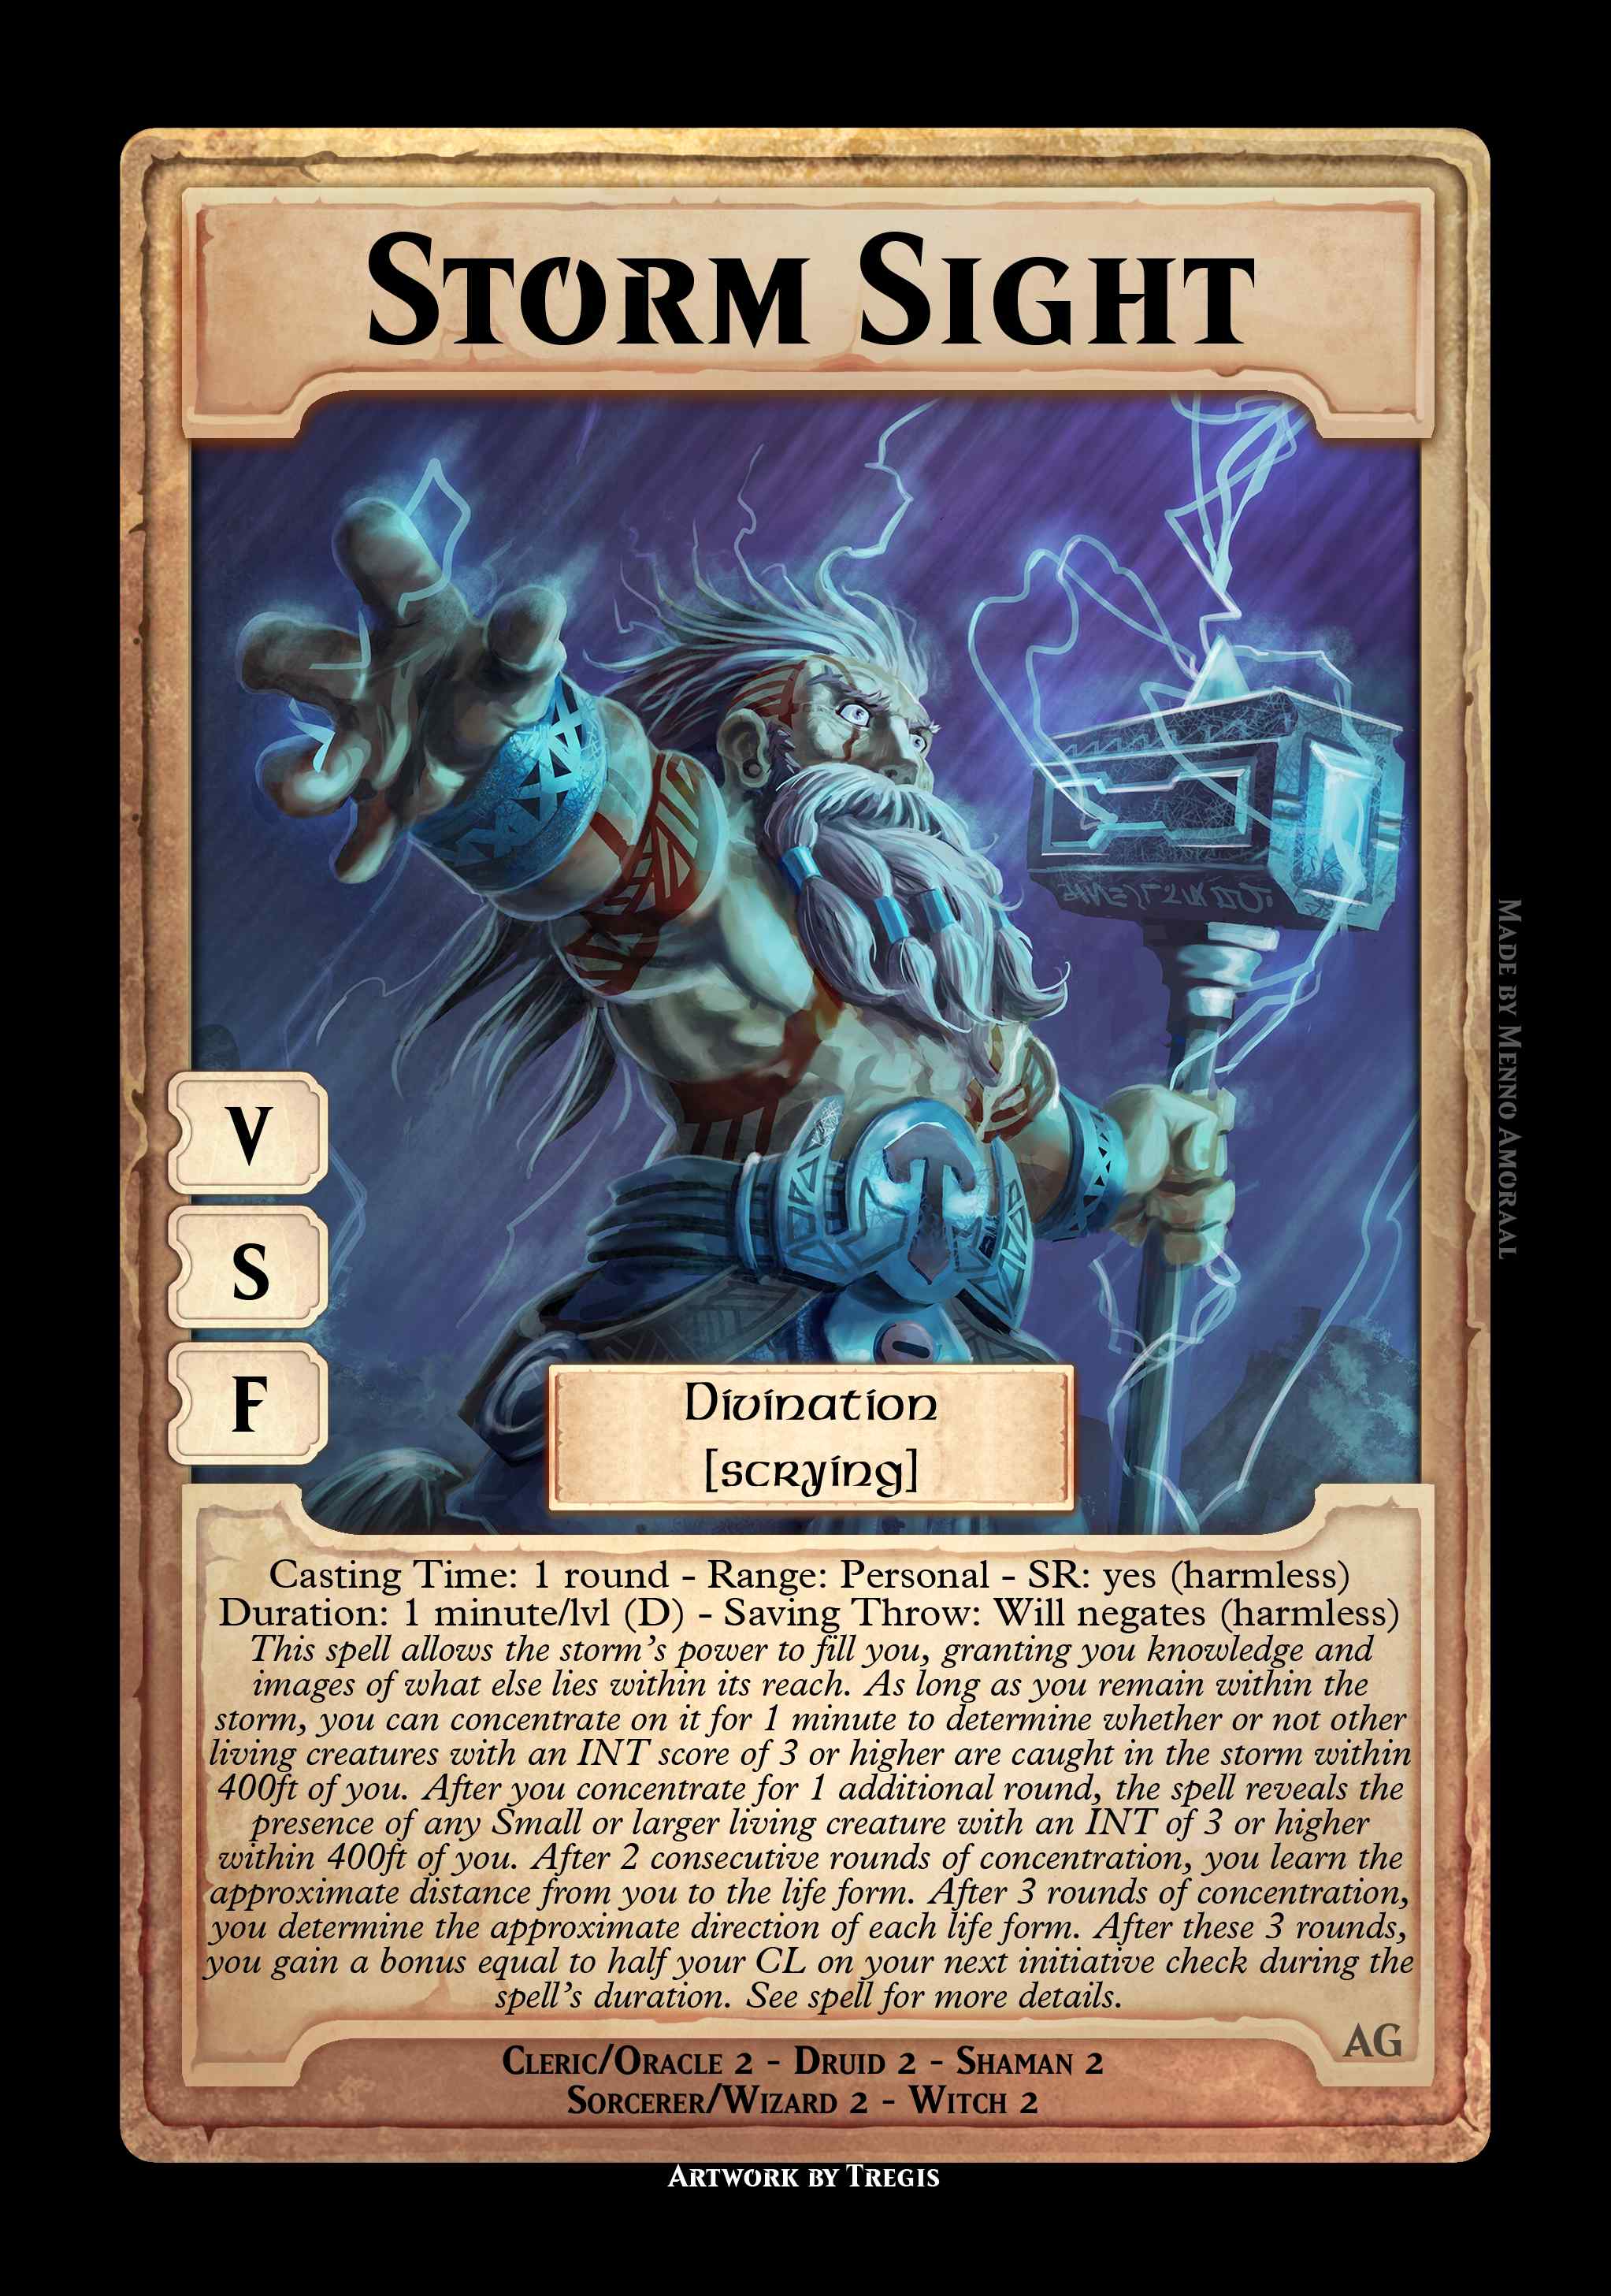 Storm Sight
V
S
F
Divination
[scrying]
Casting Time: 1 round - Range: Personal - SR: yes (harmless)
Duration: 1 minute/lvl (D) - Saving Throw: Will negates (harmless)
This spell allows the storm's power to fill you, granting you knowledge and
images of what else lies within its reach. As long as you remain within the
storm, you can concentrate on it for 1 minute to determine whether or not other
living creatures with an INT score of 3 or higher are caught in the storm within
400ft of you. After you concentrate for 1 additional round, the spell reveals the
presence of any Small or larger living creature with an INT of 3 or higher
within 400ft of you. After 2 consecutive rounds of concentration, you learn the
approximate distance from you to the life form. After 3 rounds of concentration,
you determine the approximate direction of each life form. After these 3 rounds,
you gain a bonus equal to half your CL on your next initiative check during the
spell's duration. See spell for more details.
AG
Cleric/Oracle 2 - Druid 2 - Shaman 2
Sorcerer/Wizard 2 - Witch 2
Artwork by Tregis
Made by Menno Amoraal